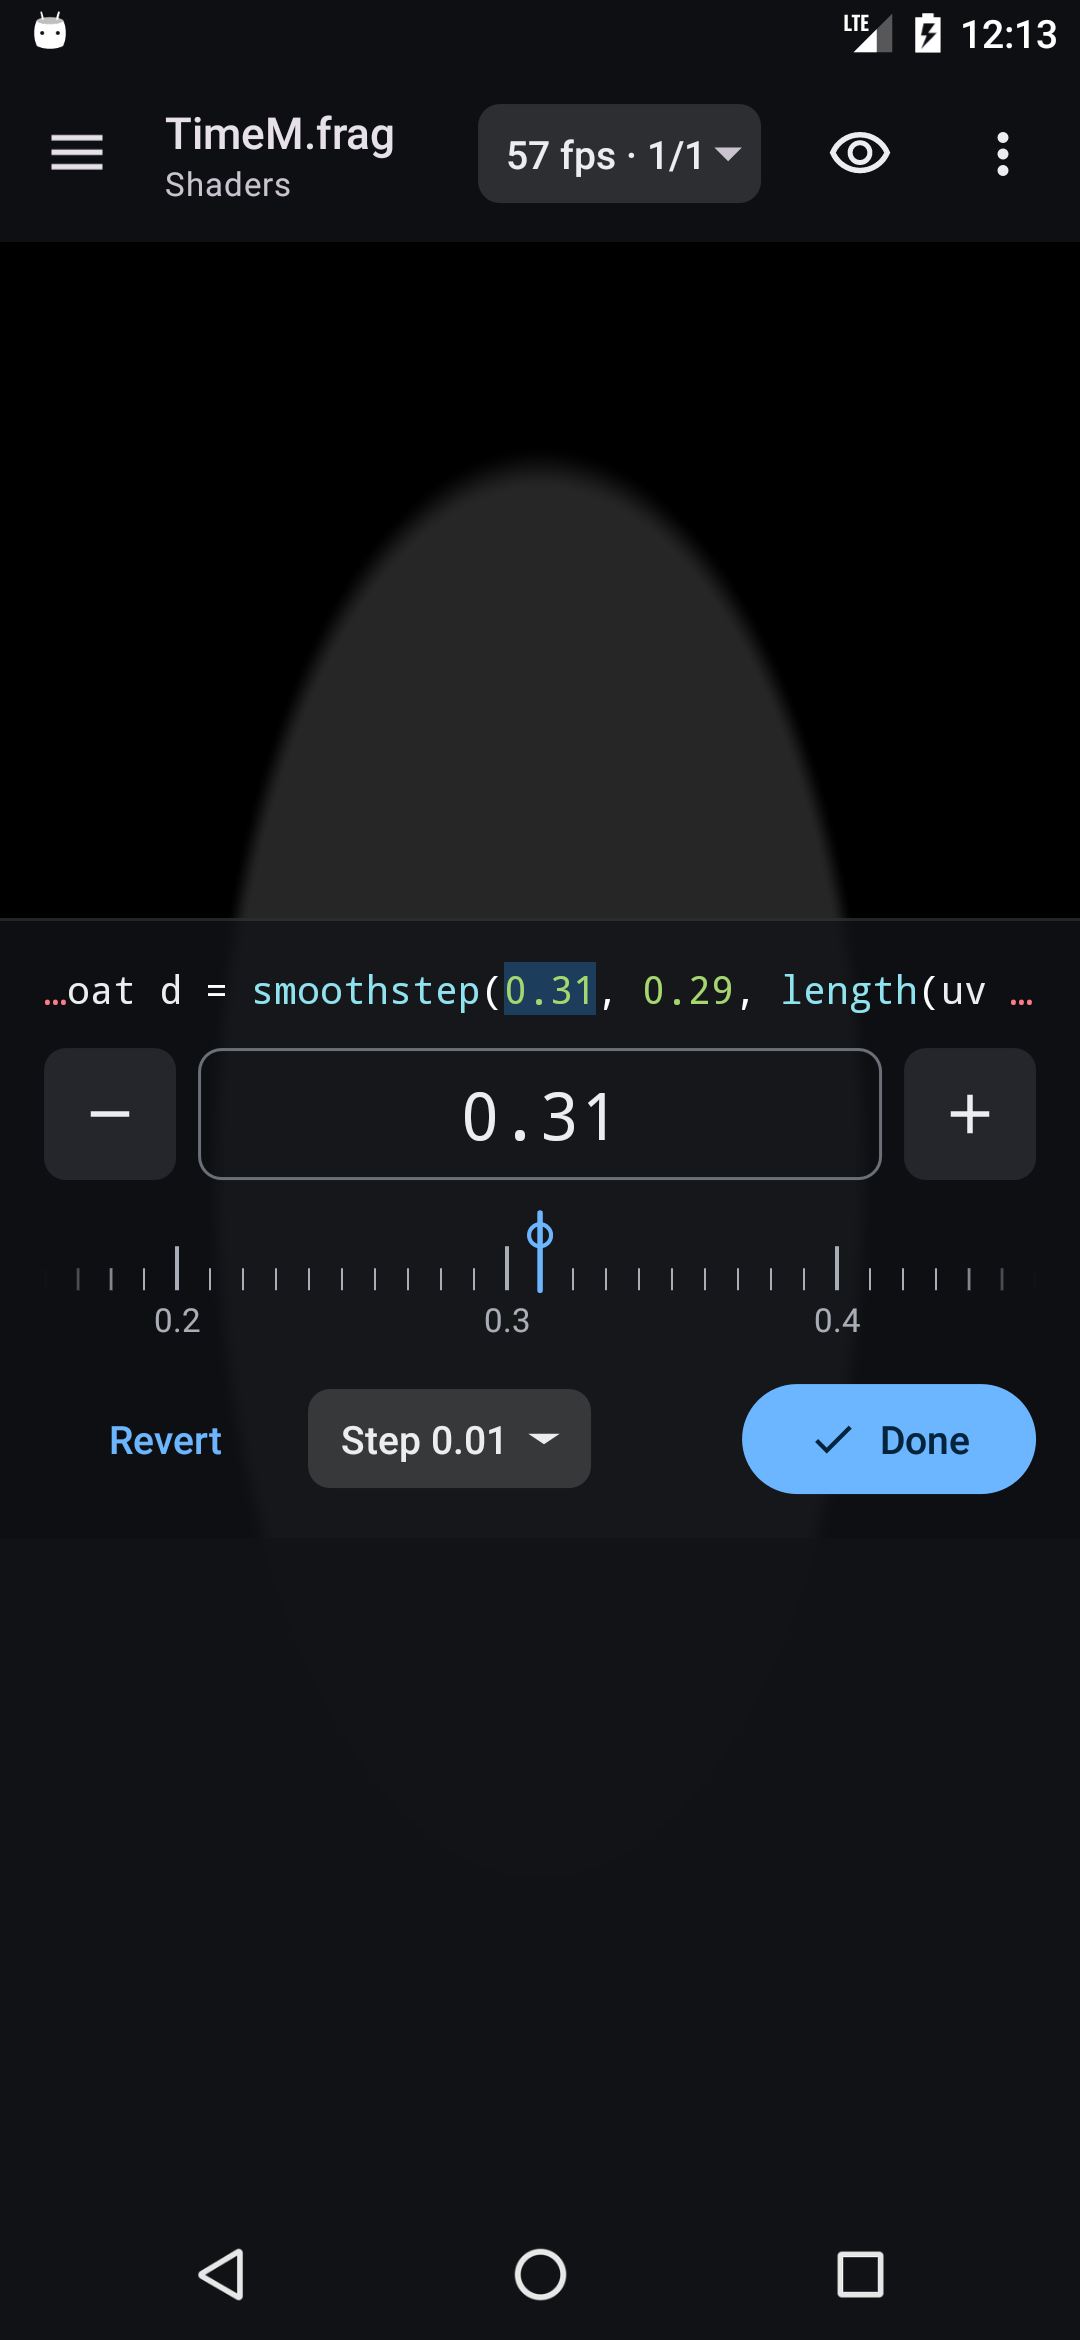 LTE 12:13
TimeM.frag
Shaders
57 fps · 1/1
…oat d = smoothstep(0.31, 0.29, length(uv …
0.31
0.2 0.3 0.4
Revert
Step 0.01
Done